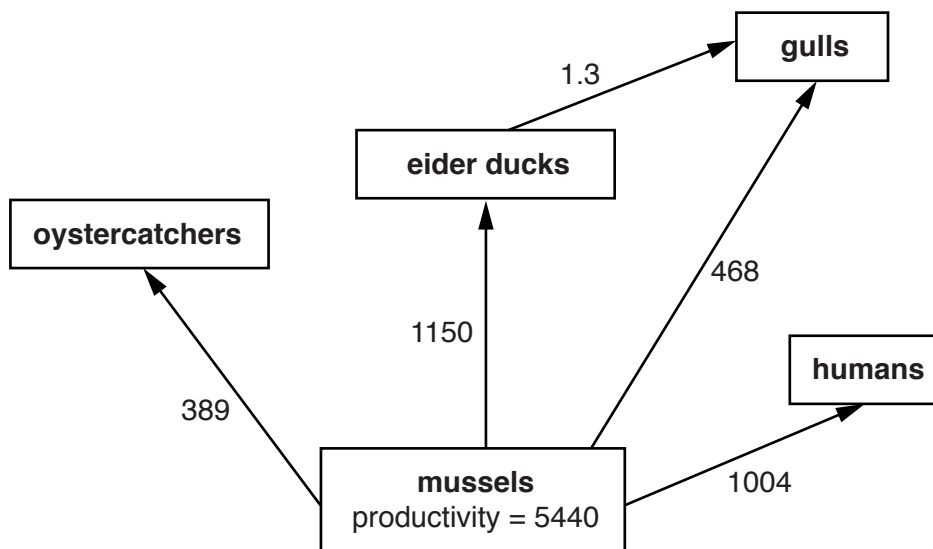 gulls
1.3
eider ducks
oystercatchers
468
1150
humans
389
mussels
productivity = 5440
1004